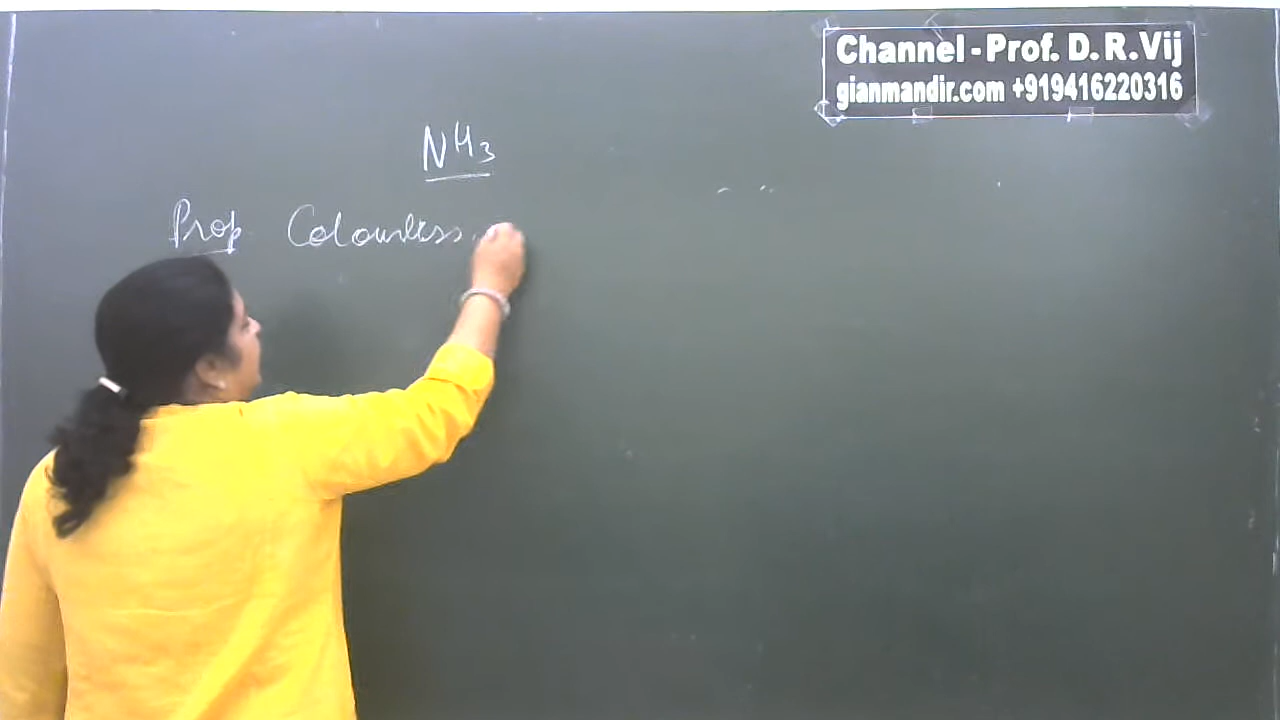 Channel - Prof. D. R. Vij
gianmandir.com +919416220316
NH3
Prop. Colourless